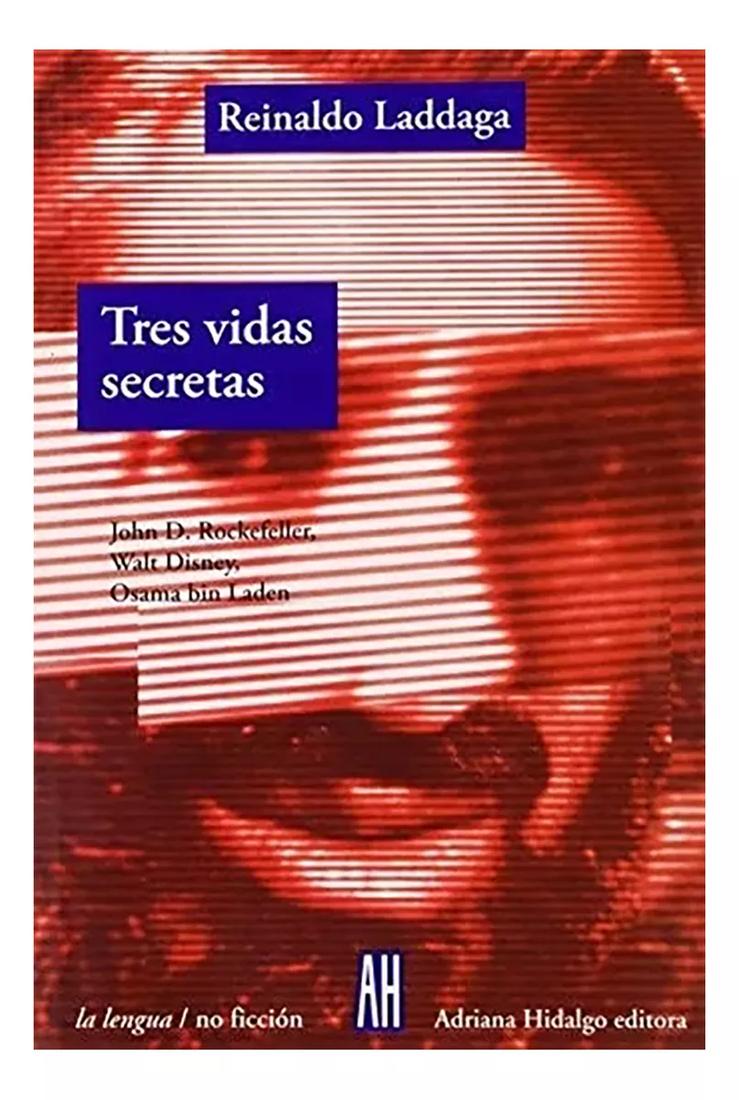 Reinaldo Laddaga
Tres vidas
secretas
John D. Rockefeller,
Walt Disney,
Osama bin Laden
la lengua / no ficción
AH
Adriana Hidalgo editora